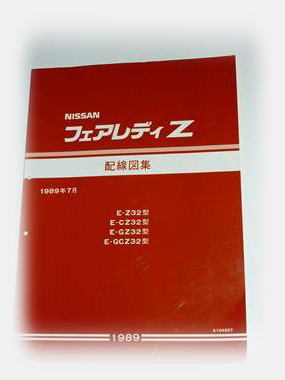 NISSAN
フェアレディZ
配線図集
1989年7月
E-Z32型
E-CZ32型
E-GZ32型
E-GCZ32型
1989